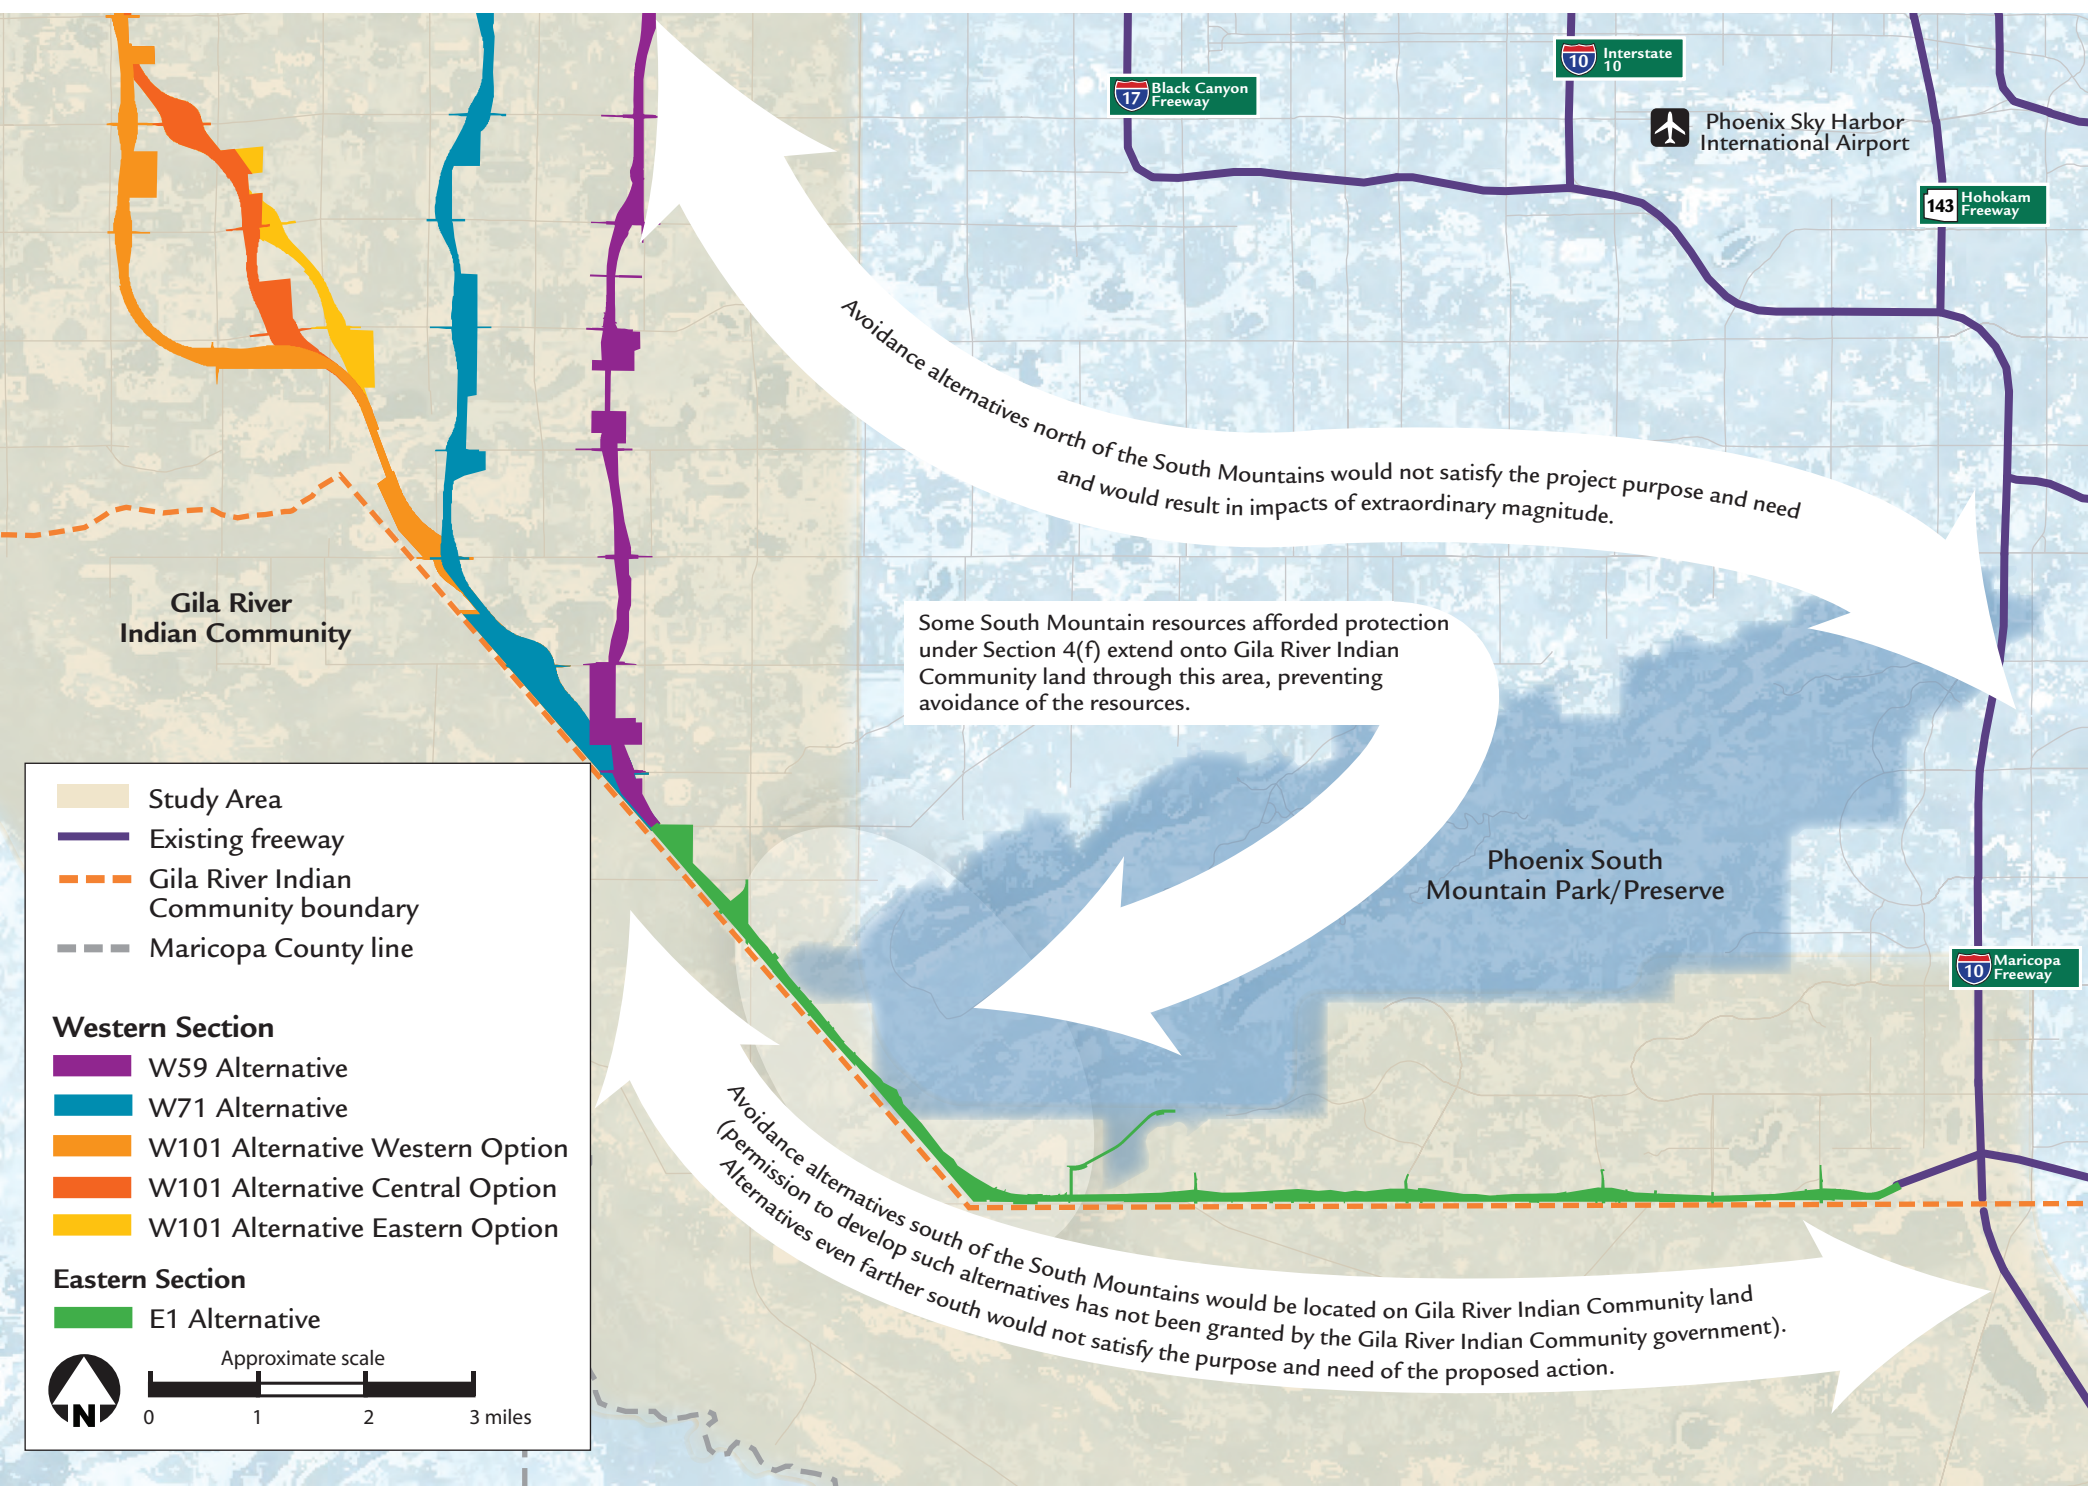 17 Black Canyon
Freeway
10 Interstate
10
Phoenix Sky Harbor
International Airport
143 Hohokam
Freeway
Avoidance alternatives north of the South Mountains would not satisfy the project purpose and need
and would result in impacts of extraordinary magnitude.
Gila River
Indian Community
Some South Mountain resources afforded protection
under Section 4(f) extend onto Gila River Indian
Community land through this area, preventing
avoidance of the resources.
Phoenix South
Mountain Park/Preserve
10 Maricopa
Freeway
Avoidance alternatives south of the South Mountains would be located on Gila River Indian Community land
(permission to develop such alternatives has not been granted by the Gila River Indian Community government).
Alternatives even farther south would not satisfy the purpose and need of the proposed action.
Study Area
Existing freeway
Gila River Indian
Community boundary
Maricopa County line
Western Section
W59 Alternative
W71 Alternative
W101 Alternative Western Option
W101 Alternative Central Option
W101 Alternative Eastern Option
Eastern Section
E1 Alternative
N
Approximate scale
0 1 2 3 miles